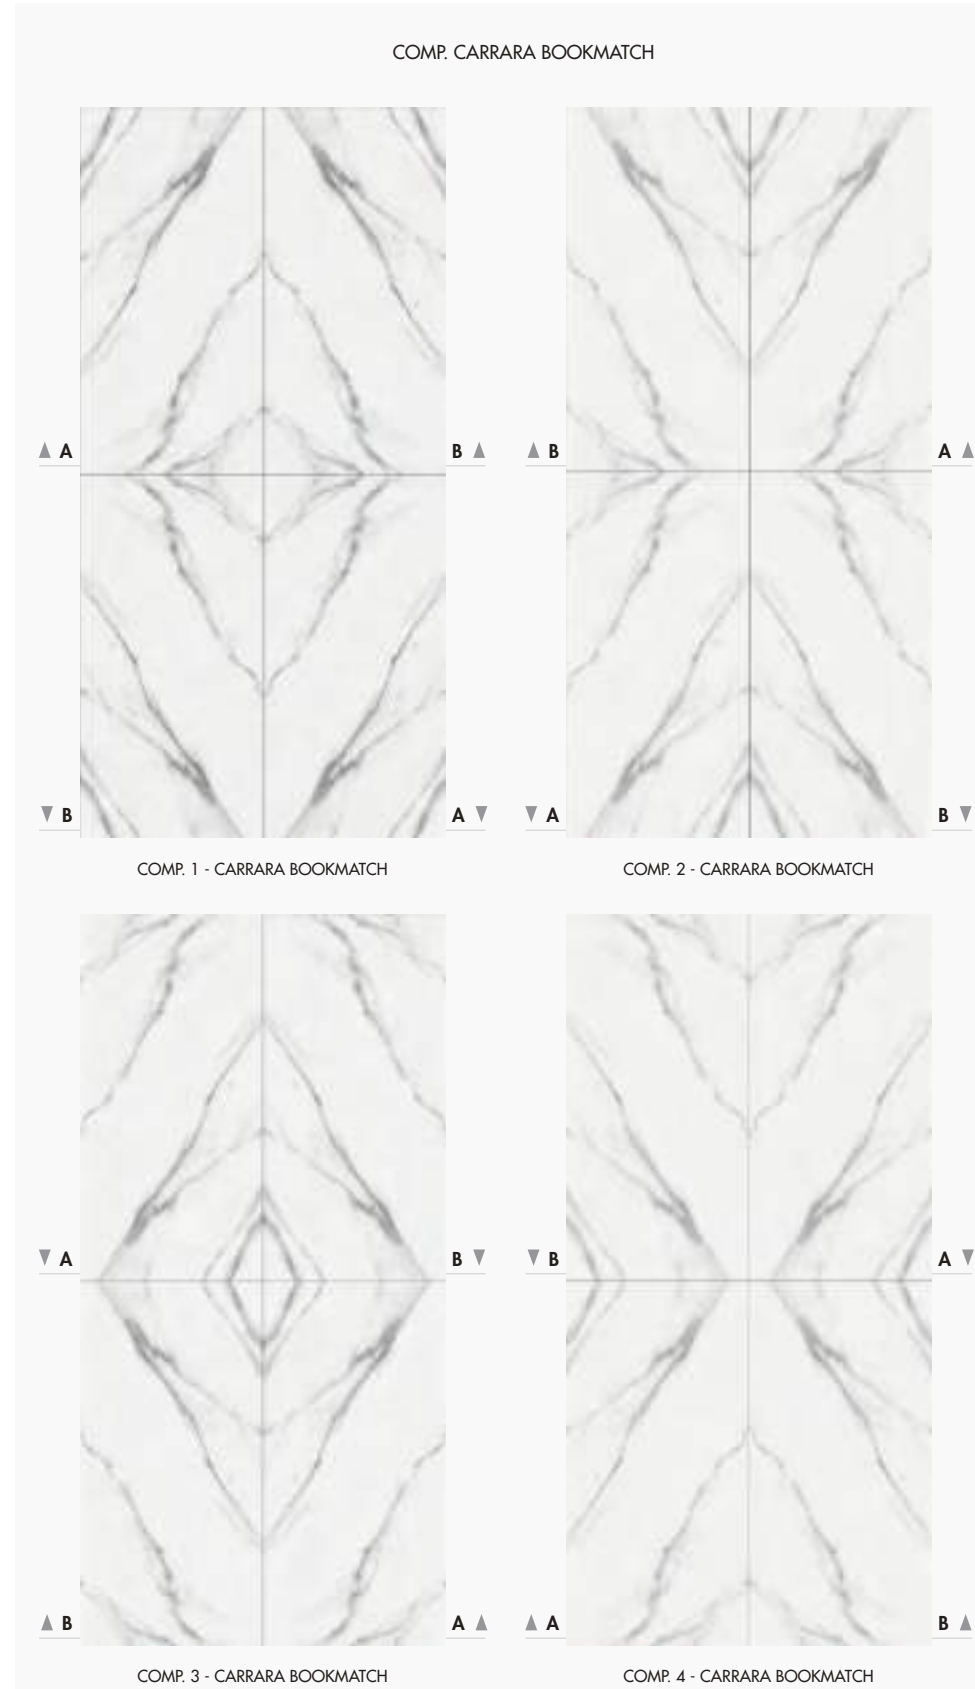 COMP. CARRARA BOOKMATCH
▲ A
B ▲
▲ B
A ▲
▼ B
A ▼
▼ A
B ▼
COMP. 1 - CARRARA BOOKMATCH
COMP. 2 - CARRARA BOOKMATCH
▼ A
B ▼
▼ B
A ▼
▲ B
A ▲
▲ A
B ▲
COMP. 3 - CARRARA BOOKMATCH
COMP. 4 - CARRARA BOOKMATCH